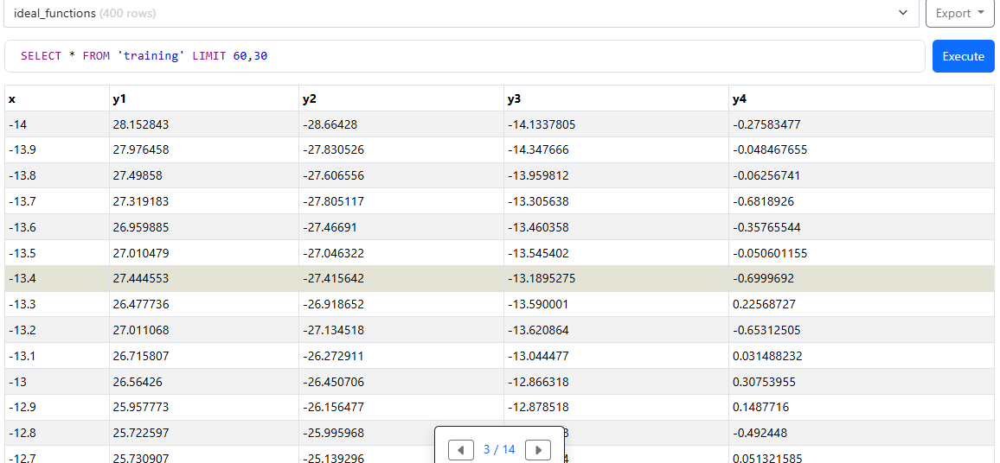 ideal_functions (400 rows) Export
SELECT * FROM 'training' LIMIT 60,30 Execute
x y1 y2 y3 y4
-14 28.152843 -28.66428 -14.1337805 -0.27583477
-13.9 27.976458 -27.830526 -14.347666 -0.048467655
-13.8 27.49858 -27.606556 -13.959812 -0.06256741
-13.7 27.319183 -27.805117 -13.305638 -0.6818926
-13.6 26.959885 -27.46691 -13.460358 -0.35765544
-13.5 27.010479 -27.046322 -13.545402 -0.050601155
-13.4 27.444553 -27.415642 -13.1895275 -0.6999692
-13.3 26.477736 -26.918652 -13.590001 0.22568727
-13.2 27.011068 -27.134518 -13.620864 -0.65312505
-13.1 26.715807 -26.272911 -13.044477 0.031488232
-13 26.56426 -26.450706 -12.866318 0.30753955
-12.9 25.957773 -26.156477 -12.878518 0.1487716
-12.8 25.722597 -25.995968 -0.492448
-12.7 25.730907 -25.139296 0.051321585
3 / 14